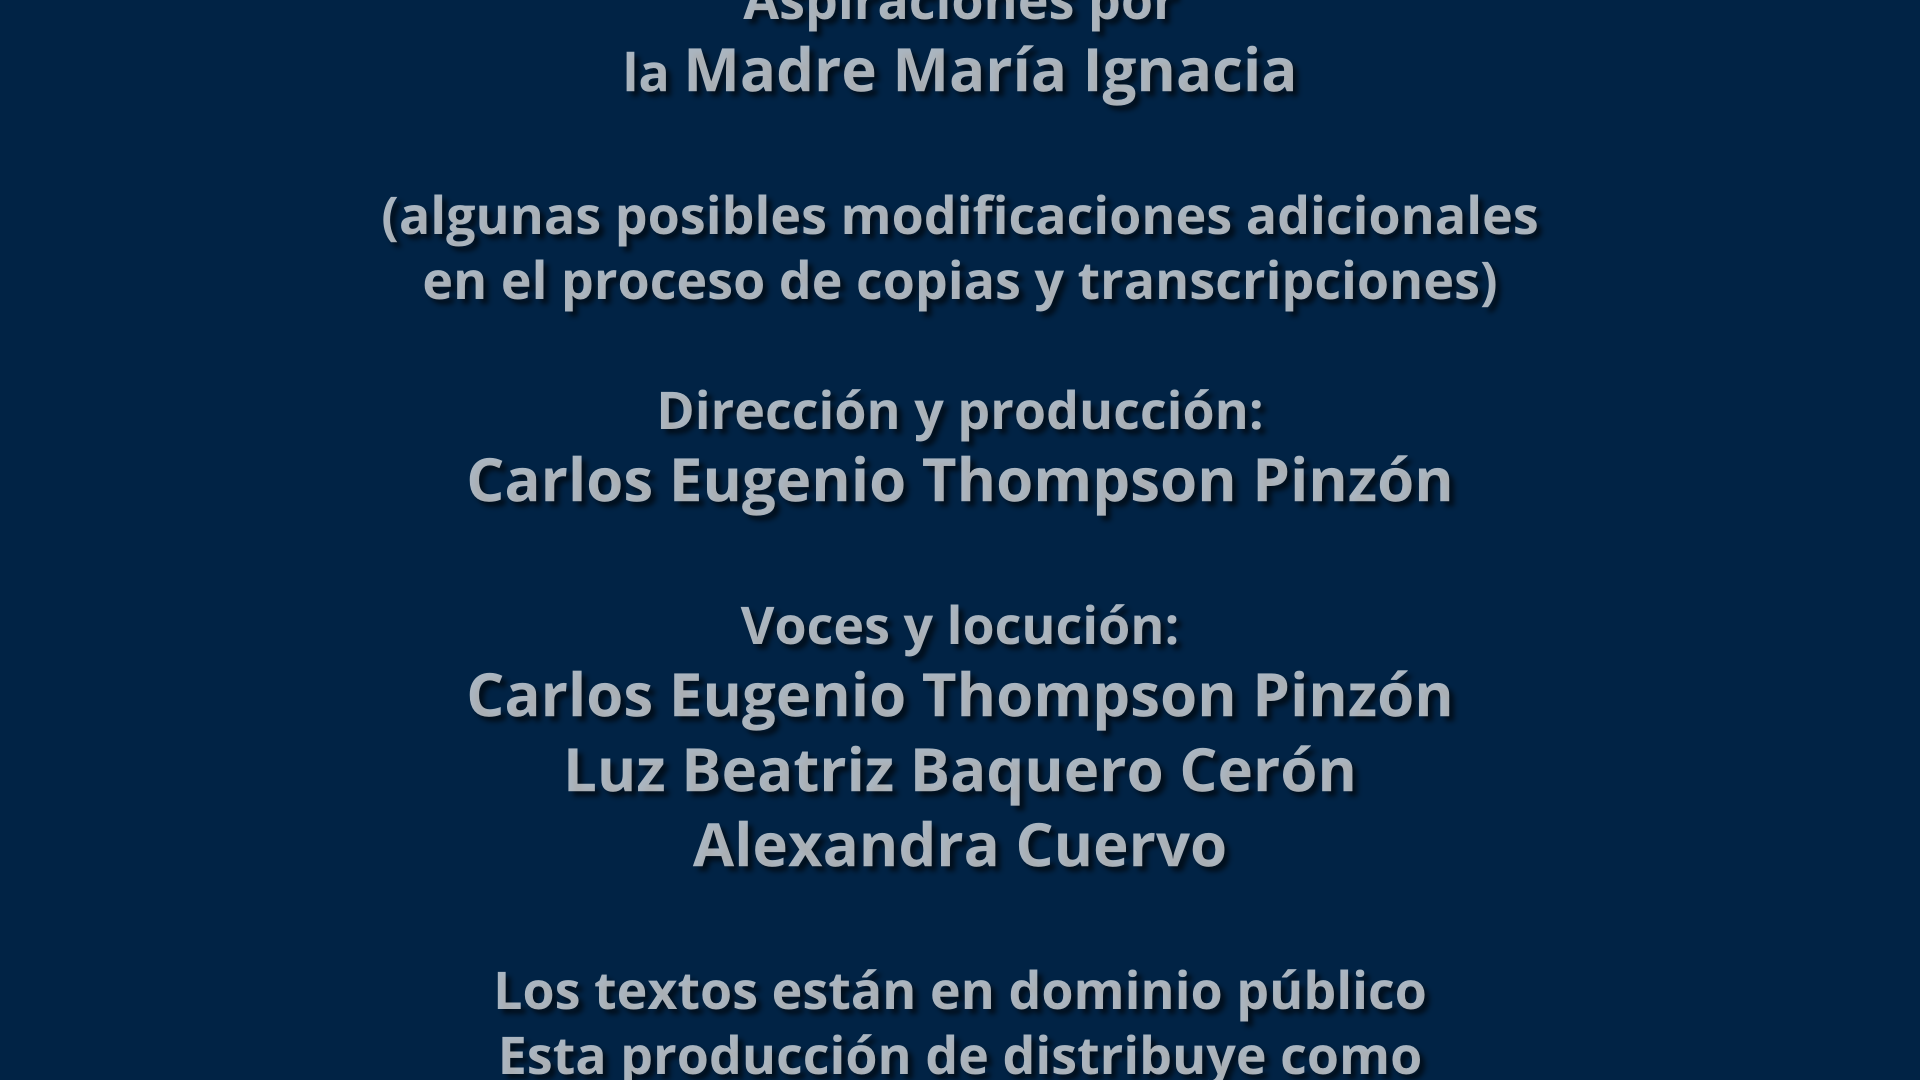 Aspiraciones por
la Madre María Ignacia
(algunas posibles modificaciones adicionales
en el proceso de copias y transcripciones)
Dirección y producción:
Carlos Eugenio Thompson Pinzón
Voces y locución:
Carlos Eugenio Thompson Pinzón
Luz Beatriz Baquero Cerón
Alexandra Cuervo
Los textos están en dominio público
Esta producción de distribuye como